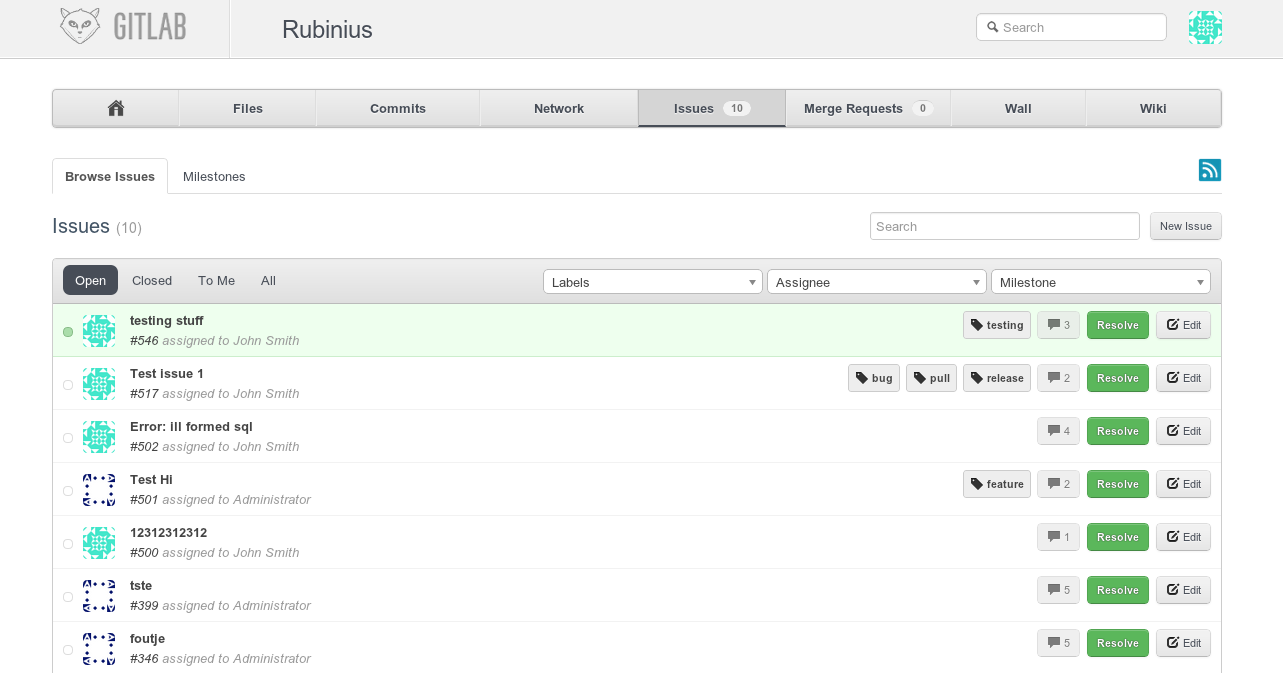 GITLAB Rubinius Search
Files Commits Network Issues 10 Merge Requests 0 Wall Wiki
Browse Issues Milestones
Issues (10) Search New Issue
Open Closed To Me All Labels Assignee Milestone
testing stuff
#546 assigned to John Smith testing 3 Resolve Edit
Test issue 1
#517 assigned to John Smith bug pull release 2 Resolve Edit
Error: ill formed sql
#502 assigned to John Smith 4 Resolve Edit
Test Hi
#501 assigned to Administrator feature 2 Resolve Edit
12312312312
#500 assigned to John Smith 1 Resolve Edit
tste
#399 assigned to Administrator 5 Resolve Edit
foutje
#346 assigned to Administrator 5 Resolve Edit